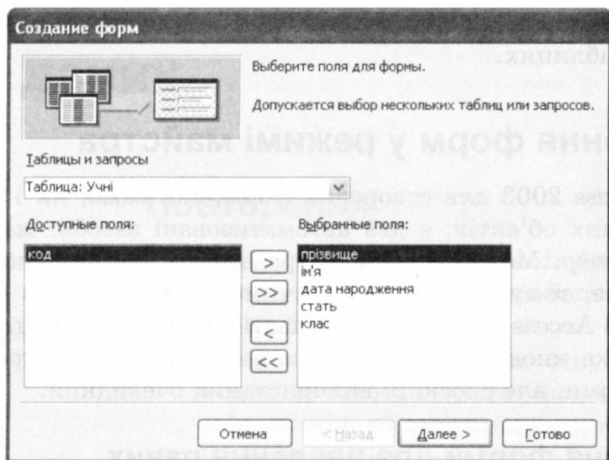 Создание форм
Выберите поля для формы.
Допускается выбор нескольких таблиц или запросов.
Таблицы и запросы
Таблица: Учні
Доступные поля:
Выбранные поля:
код
прізвище
ім'я
дата народження
стать
клас
>
>>
<
<<
Отмена
< Назад
Далее >
Готово